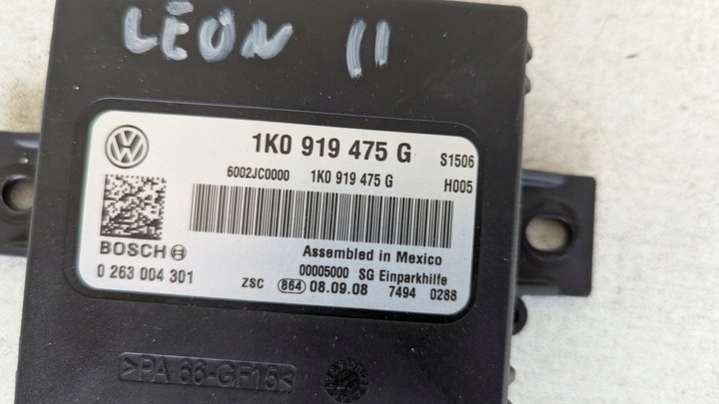 LEON II
1K0 919 475 G S1506
6002JC0000 1K0 919 475 G H005
BOSCH
Assembled in Mexico
00005000 SG Einparkhilfe
0 263 004 301
ZSC 864 08.09.08 7494 0288
>PA 66-GF15<